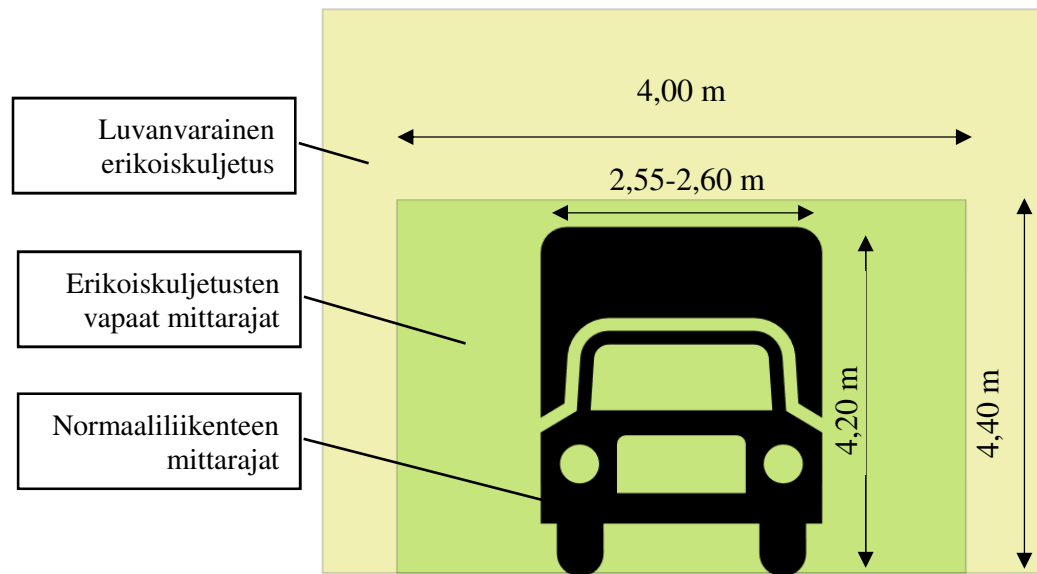 Luvanvarainen
erikoiskuljetus
Erikoiskuljetusten
vapaat mittarajat
Normaaliliikenteen
mittarajat
4,00 m
2,55-2,60 m
4,20 m
4,40 m